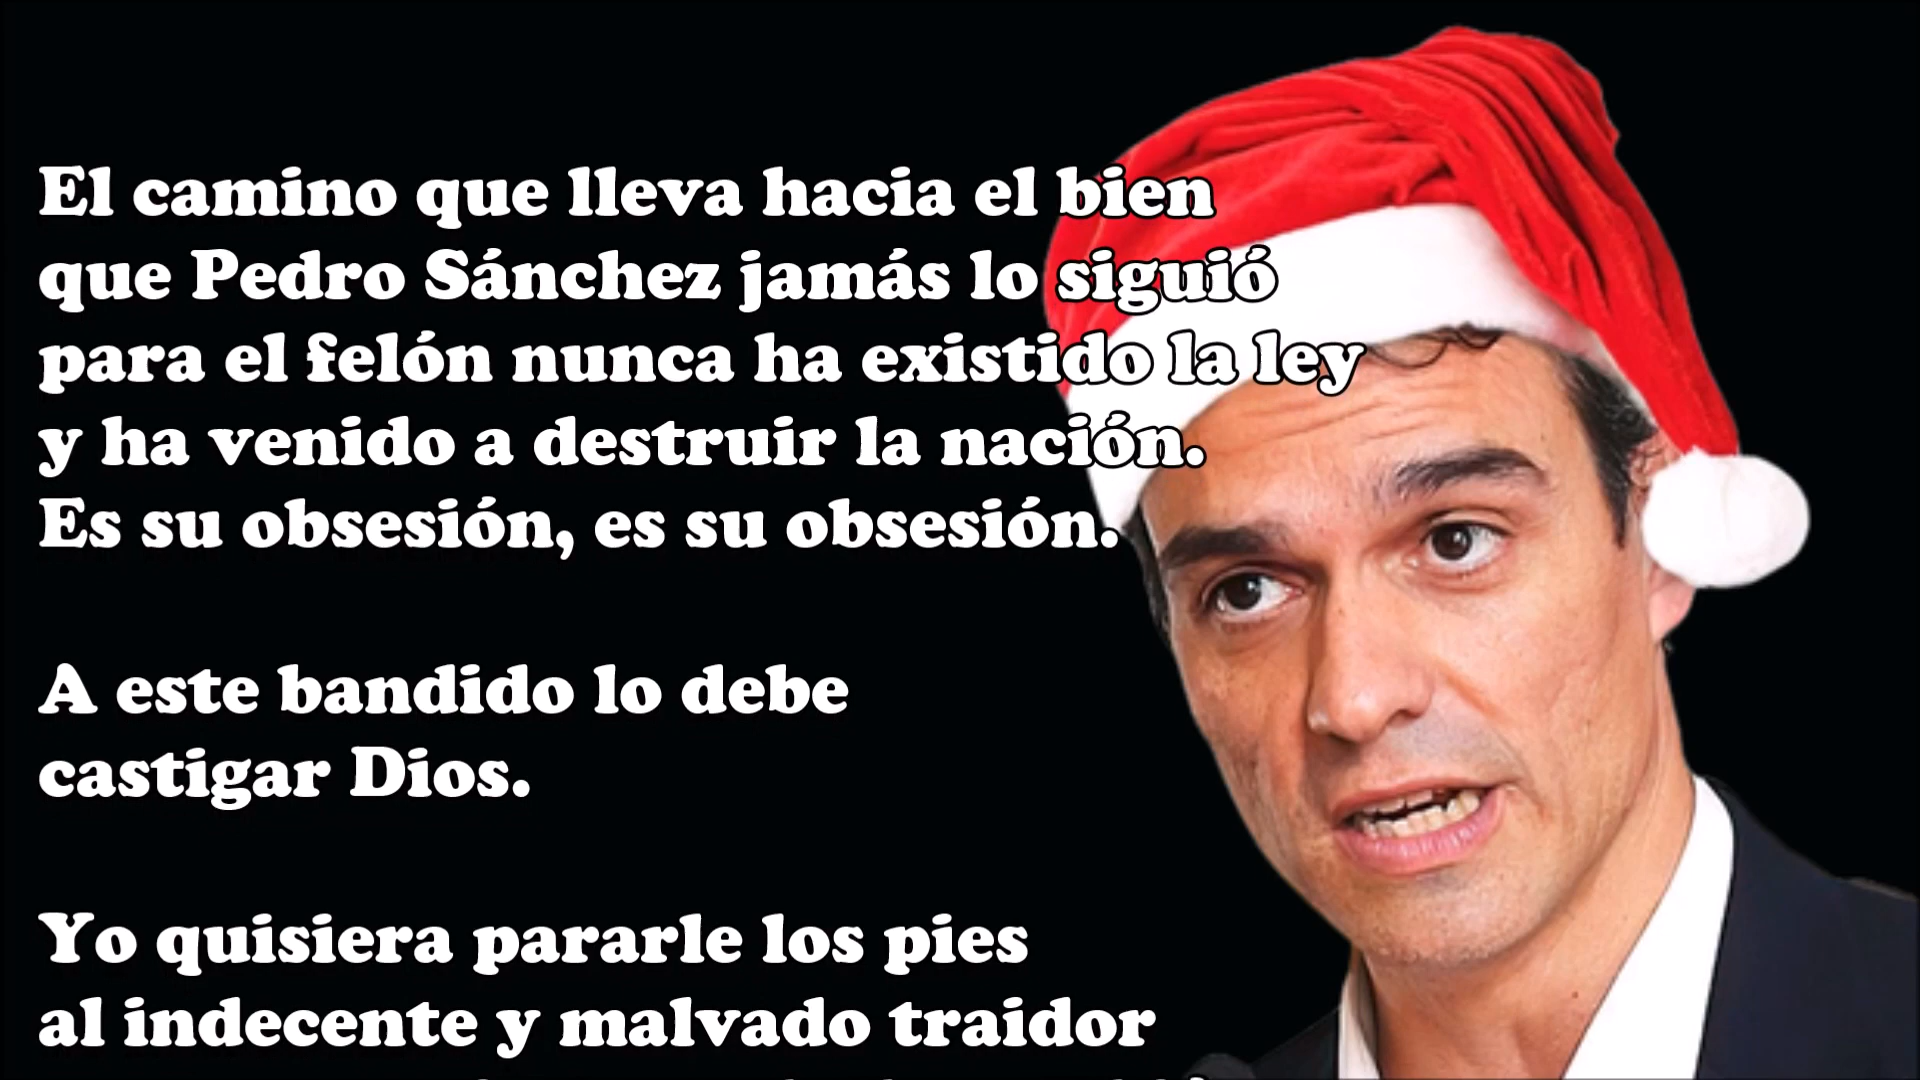 El camino que lleva hacia el bien
que Pedro Sánchez jamás lo siguió
para el felón nunca ha existido la ley
y ha venido a destruir la nación.
Es su obsesión, es su obsesión.
A este bandido lo debe
castigar Dios.
Yo quisiera pararle los pies
al indecente y malvado traidor